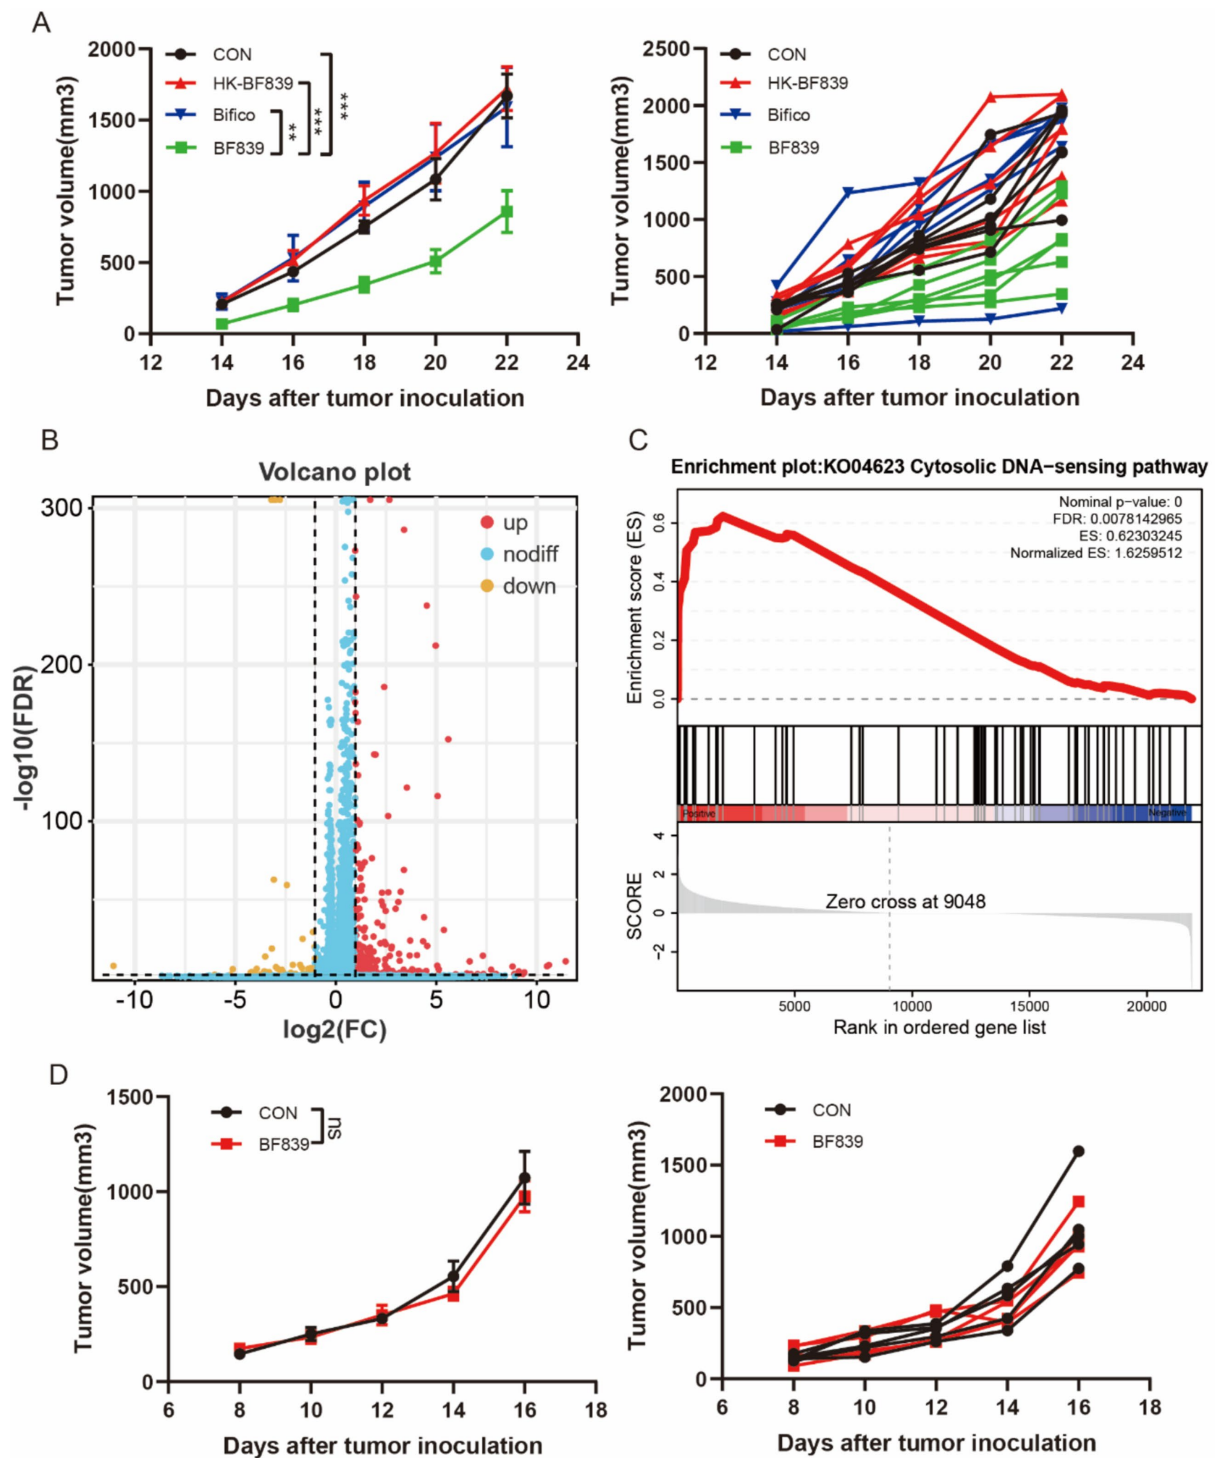 A
2000
1500
1000
500
0
12 14 16 18 20 22 24
Tumor volume(mm3)
Days after tumor inoculation
CON
HK-BF839
Bifico
BF839
**
***
***
2500
2000
1500
1000
500
0
12 14 16 18 20 22 24
Tumor volume(mm3)
Days after tumor inoculation
CON
HK-BF839
Bifico
BF839
B
Volcano plot
300
200
100
-10 -5 0 5 10
-log10(FDR)
log2(FC)
up
nodiff
down
C
Enrichment plot:KO04623 Cytosolic DNA−sensing pathway
Nominal p−value: 0
FDR: 0.0078142965
ES: 0.62303245
Normalized ES: 1.6259512
Enrichment score (ES)
0.6
0.4
0.2
0.0
Positive
Negative
SCORE
4
2
0
−2
Zero cross at 9048
5000 10000 15000 20000
Rank in ordered gene list
D
1500
1000
500
0
6 8 10 12 14 16 18
Tumor volume(mm3)
Days after tumor inoculation
CON
BF839
ns
2000
1500
1000
500
0
6 8 10 12 14 16 18
Tumor volume(mm3)
Days after tumor inoculation
CON
BF839